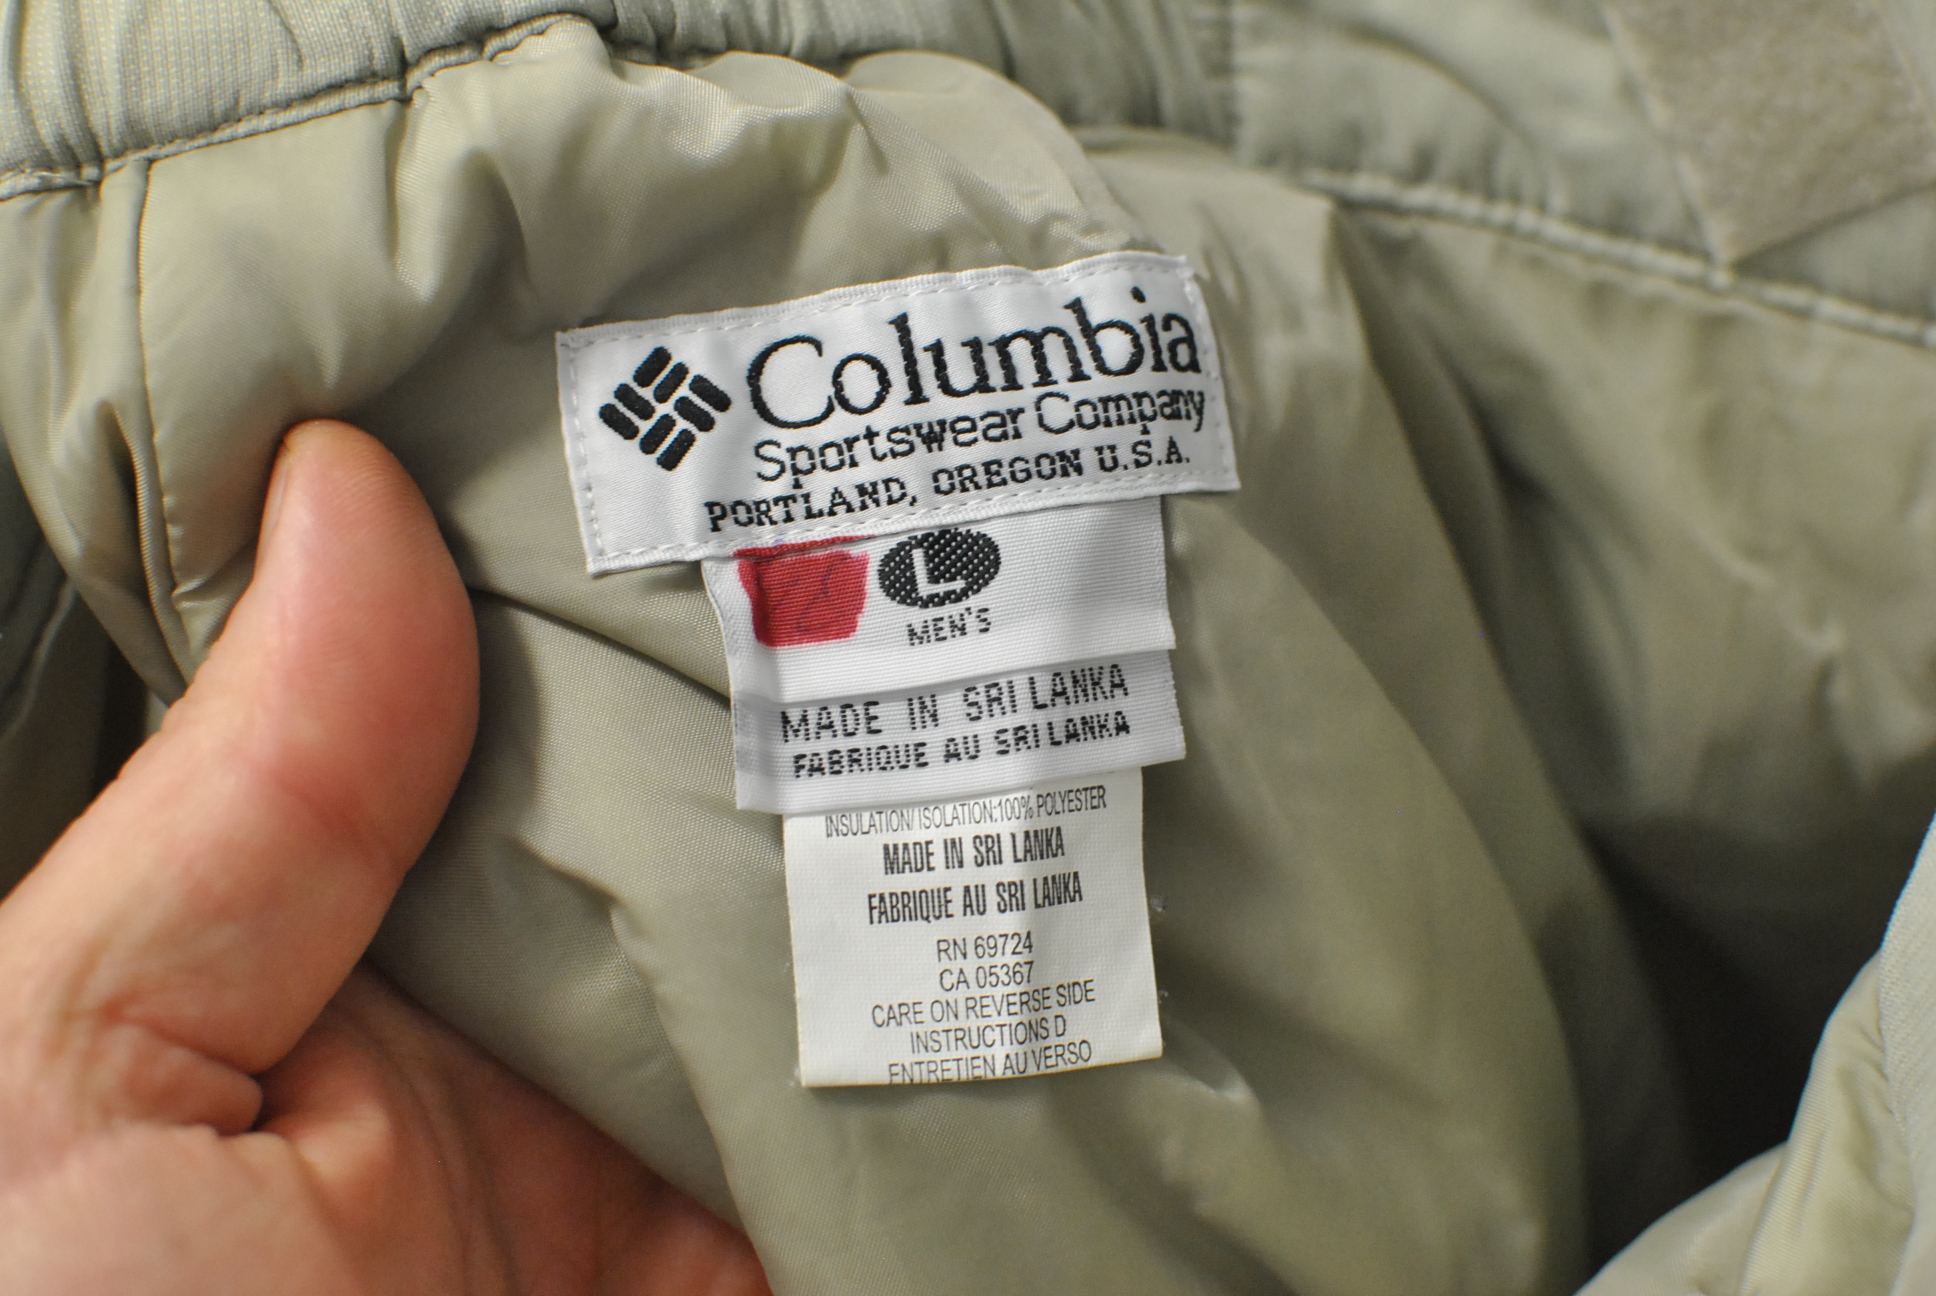 Columbia
Sportswear Company
PORTLAND, OREGON U.S.A.
L
MEN'S
MADE IN SRI LANKA
FABRIQUE AU SRI LANKA
INSULATION/ISOLATION:100% POLYESTER
MADE IN SRI LANKA
FABRIQUE AU SRI LANKA
RN 69724
CA 05367
CARE ON REVERSE SIDE
INSTRUCTIONS D
ENTRETIEN AU VERSO